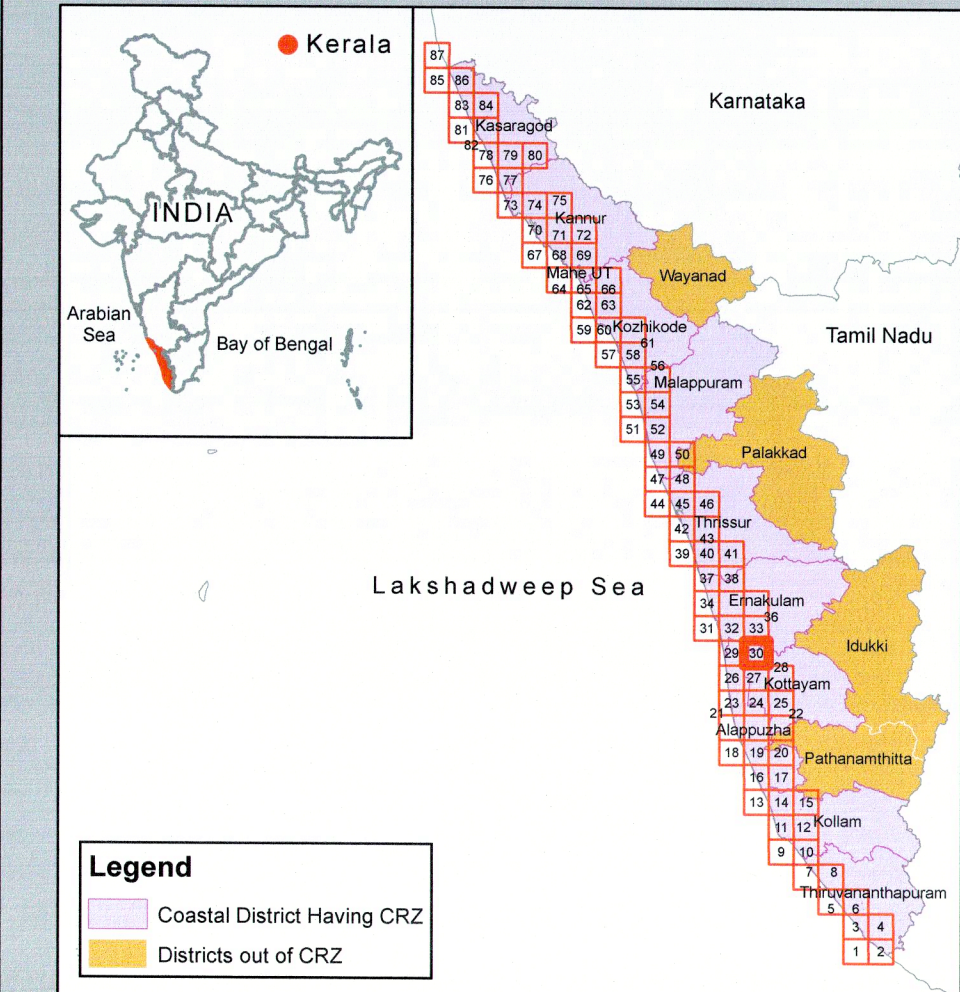 Kerala
INDIA
Arabian
Sea
Bay of Bengal
Karnataka
Tamil Nadu
Lakshadweep Sea
87
85 86
83 84
81 Kasaragod
82
78 79 80
76 77
73 74 75
Kannur
70 71 72
67 68 69
Mahe UT
64 65 66
Wayanad
62 63
59 60 Kozhikode
61
57 58
56
55 Malappuram
53 54
51 52
49 50 Palakkad
47 48
44 45 46
42 Thrissur
43
39 40 41
37 38
34 Ernakulam
36
31 32 33
Idukki
29 30
28
26 27 Kottayam
23 24 25
21 22
Alappuzha
18 19 20 Pathanamthitta
16 17
13 14 15
11 12 Kollam
9 10
7 8
Thiruvananthapuram
5 6
3 4
1 2
Legend
Coastal District Having CRZ
Districts out of CRZ